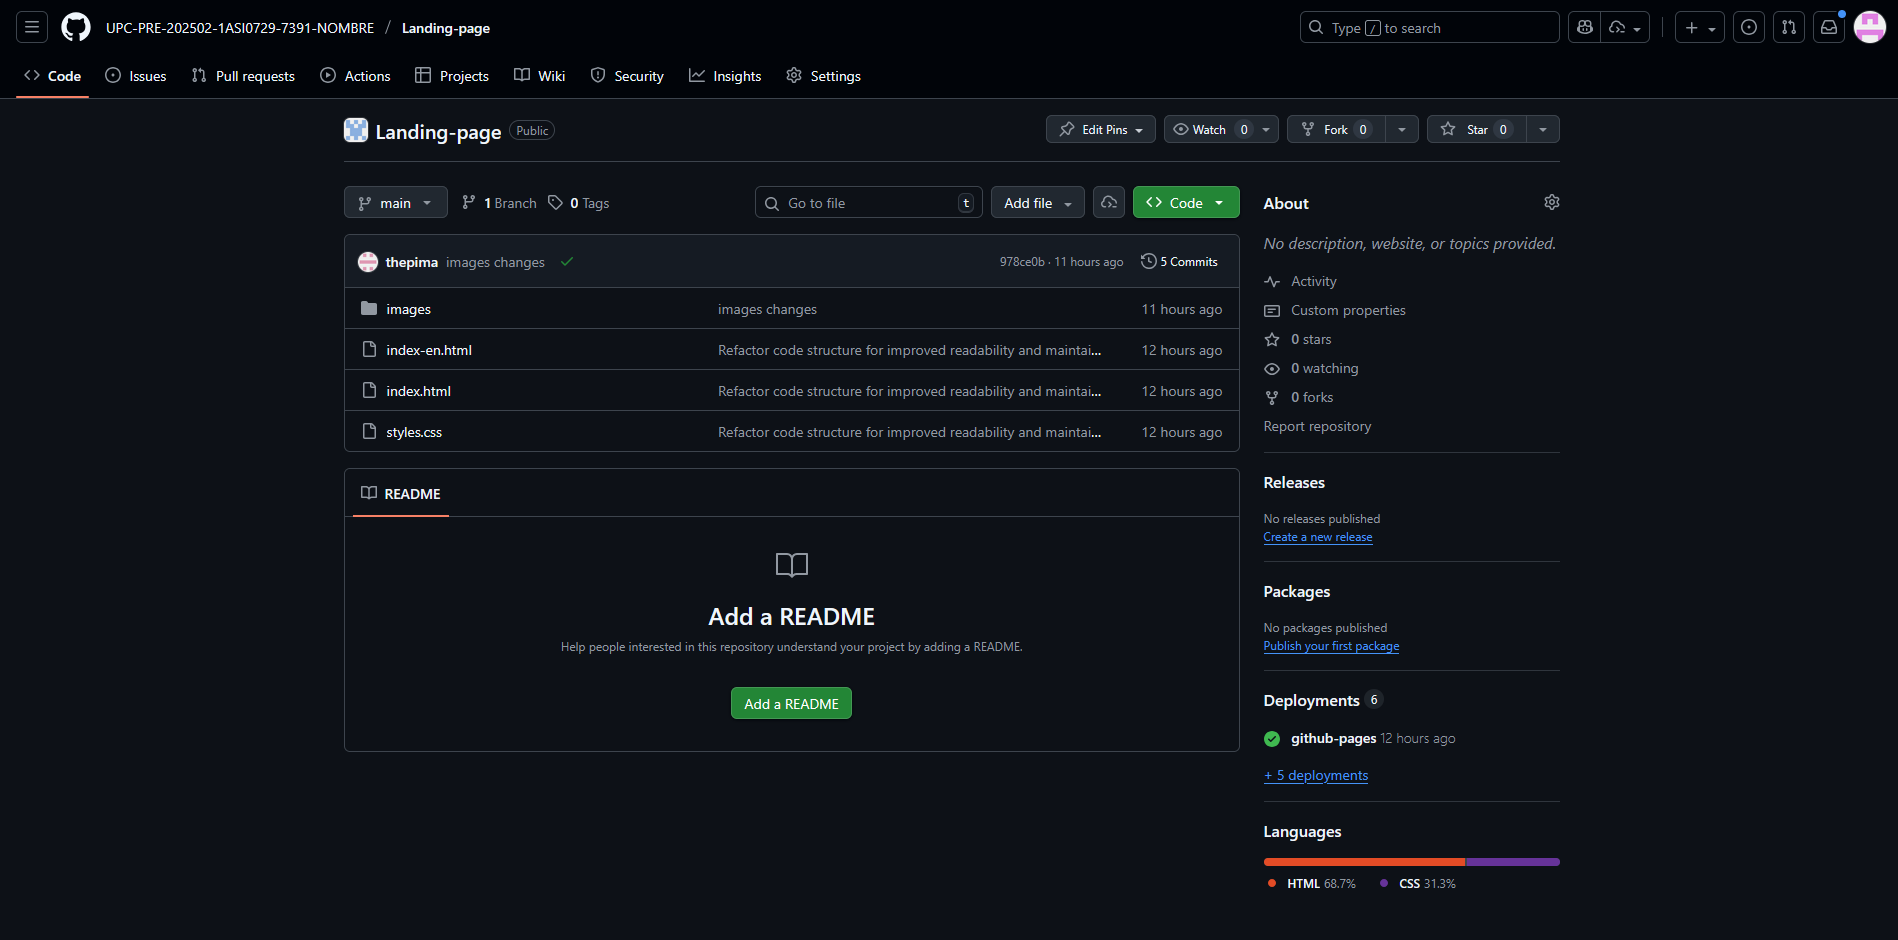 UPC-PRE-202502-1ASI0729-7391-NOMBRE / Landing-page
Type / to search
Code Issues Pull requests Actions Projects Wiki Security Insights Settings
Landing-page Public
Edit Pins Watch 0 Fork 0 Star 0
main 1 Branch 0 Tags Go to file t Add file Code
thepima images changes 978ce0b · 11 hours ago 5 Commits
images images changes 11 hours ago
index-en.html Refactor code structure for improved readability and maintai... 12 hours ago
index.html Refactor code structure for improved readability and maintai... 12 hours ago
styles.css Refactor code structure for improved readability and maintai... 12 hours ago
README
Add a README
Help people interested in this repository understand your project by adding a README.
Add a README
About
No description, website, or topics provided.
Activity
Custom properties
0 stars
0 watching
0 forks
Report repository
Releases
No releases published
Create a new release
Packages
No packages published
Publish your first package
Deployments 6
github-pages 12 hours ago
+ 5 deployments
Languages
HTML 68.7% CSS 31.3%